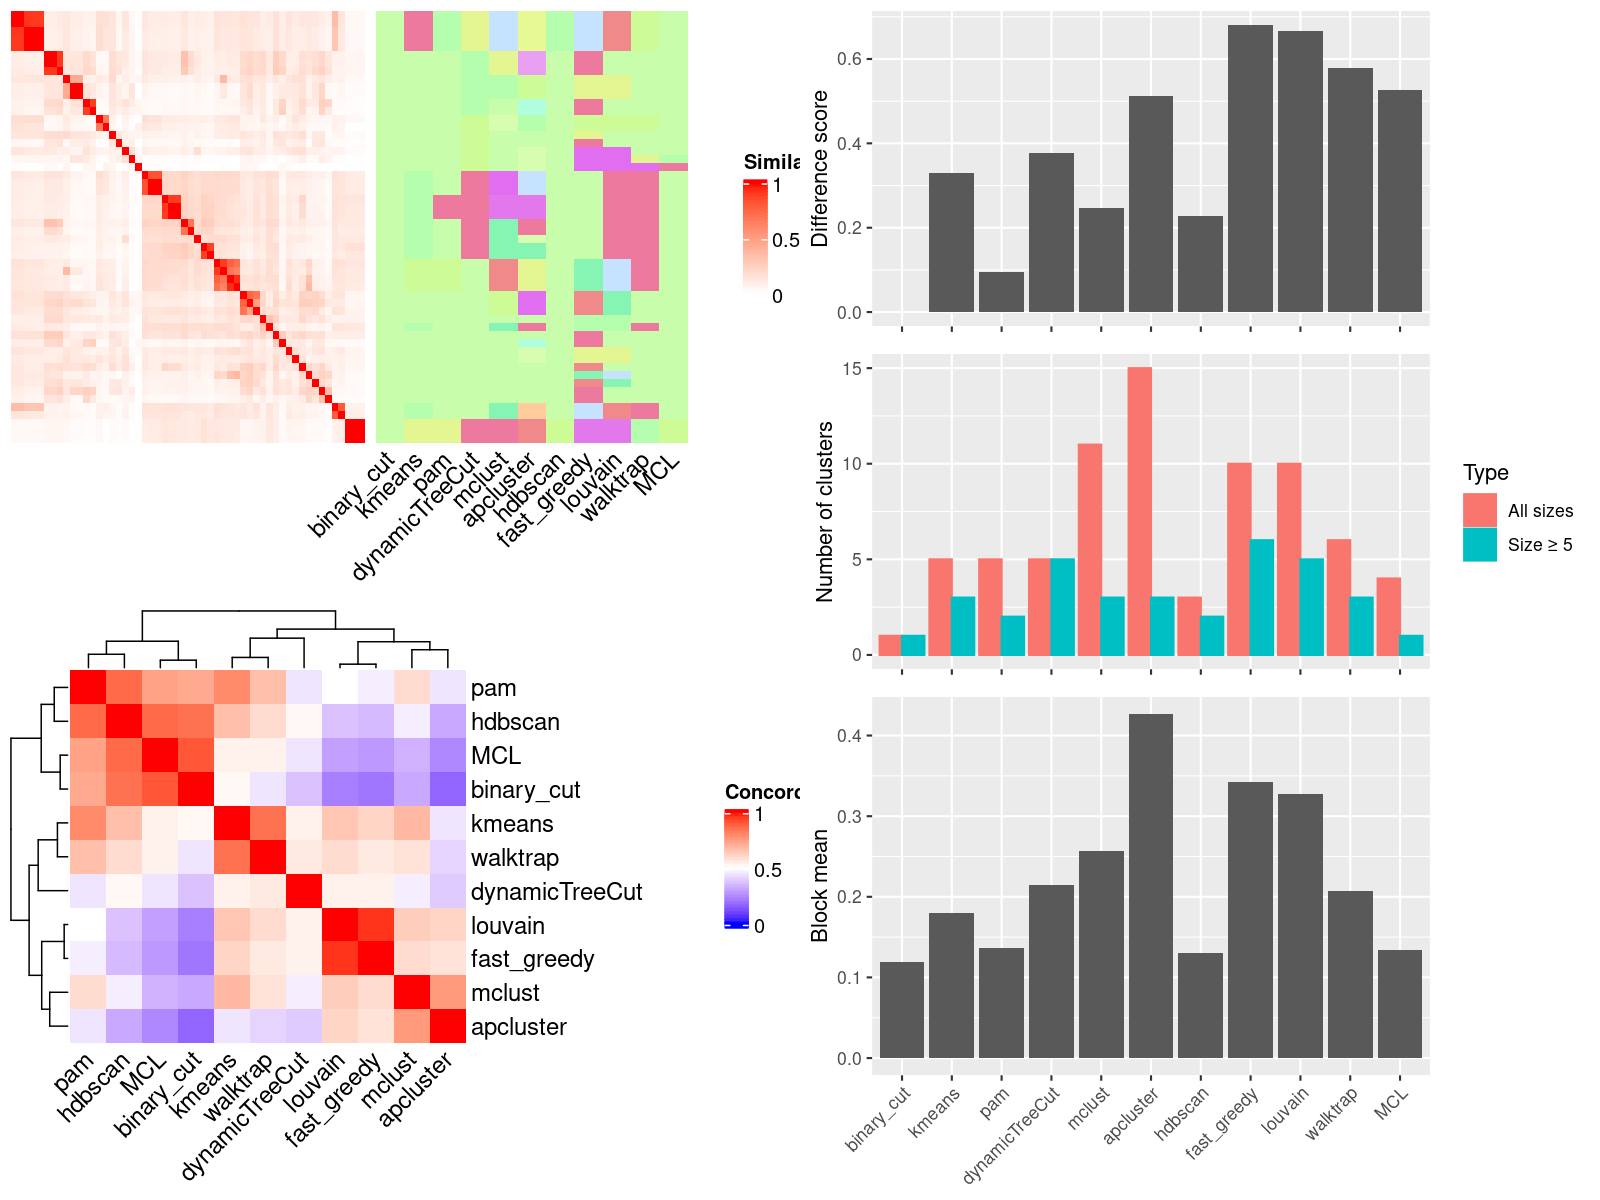 Simila
1
0.5
0
binary_cut
kmeans
pam
dynamicTreeCut
mclust
apcluster
hdbscan
fast_greedy
louvain
walktrap
MCL
pam
hdbscan
MCL
binary_cut
kmeans
walktrap
dynamicTreeCut
louvain
fast_greedy
mclust
apcluster
pam
hdbscan
MCL
binary_cut
kmeans
walktrap
dynamicTreeCut
louvain
fast_greedy
mclust
apcluster
Concord
1
0.5
0
Difference score
0.6
0.4
0.2
0.0
Number of clusters
15
10
5
0
Type
All sizes
Size ≥ 5
Block mean
0.4
0.3
0.2
0.1
0.0
binary_cut
kmeans
pam
dynamicTreeCut
mclust
apcluster
hdbscan
fast_greedy
louvain
walktrap
MCL